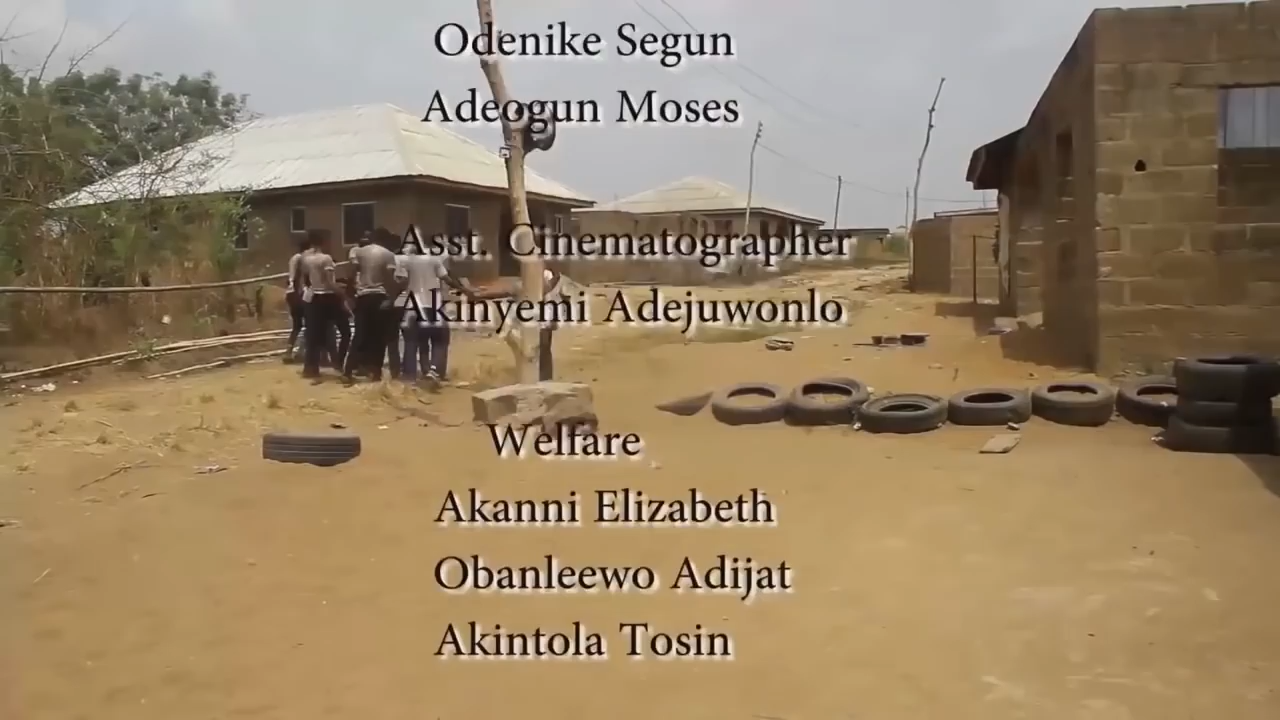 Odenike Segun
Adeogun Moses
Asst. Cinematographer
Akinyemi Adejuwonlo
Welfare
Akanni Elizabeth
Obanleewo Adijat
Akintola Tosin